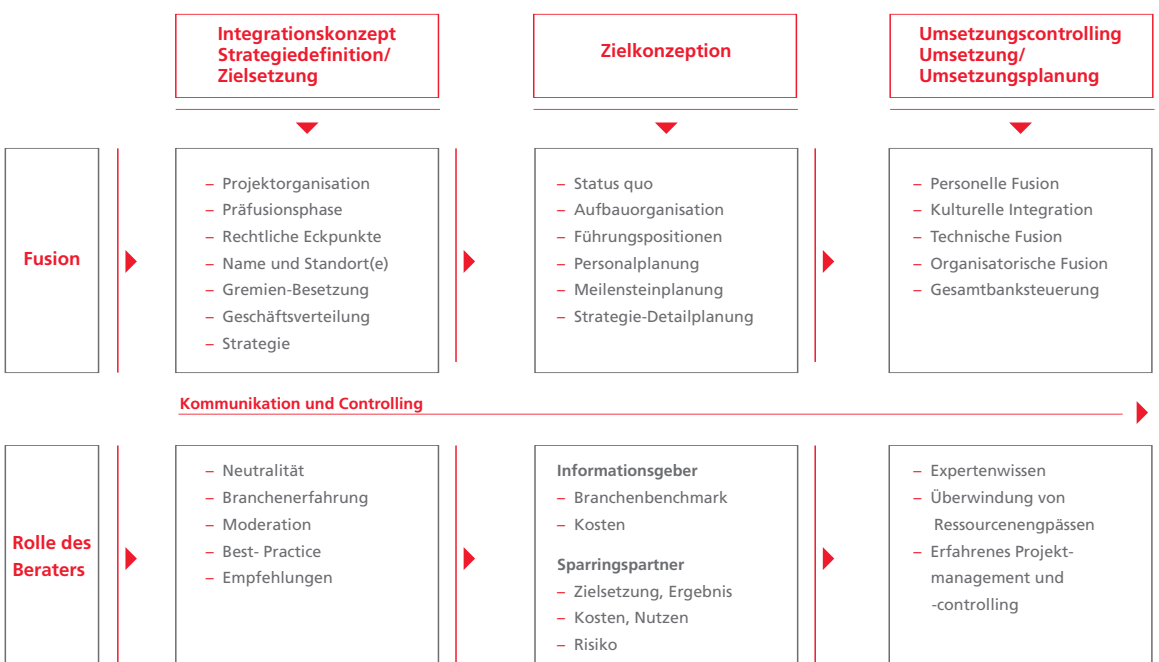 Integrationskonzept
Strategiedefinition/
Zielsetzung
Zielkonzeption
Umsetzungscontrolling
Umsetzung/
Umsetzungsplanung
Fusion
– Projektorganisation
– Präfusionsphase
– Rechtliche Eckpunkte
– Name und Standort(e)
– Gremien-Besetzung
– Geschäftsverteilung
– Strategie
– Status quo
– Aufbauorganisation
– Führungspositionen
– Personalplanung
– Meilensteinplanung
– Strategie-Detailplanung
– Personelle Fusion
– Kulturelle Integration
– Technische Fusion
– Organisatorische Fusion
– Gesamtbanksteuerung
Kommunikation und Controlling
Rolle des
Beraters
– Neutralität
– Branchenerfahrung
– Moderation
– Best- Practice
– Empfehlungen
Informationsgeber
– Branchenbenchmark
– Kosten
Sparringspartner
– Zielsetzung, Ergebnis
– Kosten, Nutzen
– Risiko
– Expertenwissen
– Überwindung von
Ressourcenengpässen
– Erfahrenes Projekt-
management und
-controlling